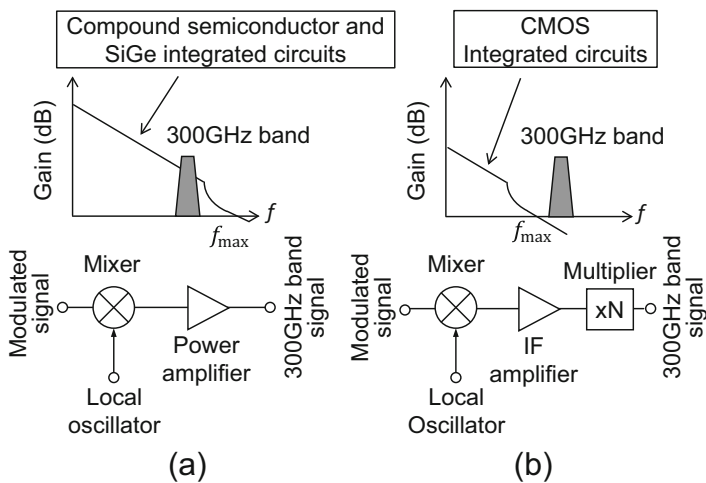 Compound semiconductor and
SiGe integrated circuits
Gain (dB)
300GHz band
f
fmax
Modulated
signal
Mixer
Power
amplifier
Local
oscillator
300GHz band
signal
(a)
CMOS
Integrated circuits
Gain (dB)
300GHz band
f
fmax
Modulated
signal
Mixer
IF
amplifier
Multiplier
xN
Local
Oscillator
300GHz band
signal
(b)